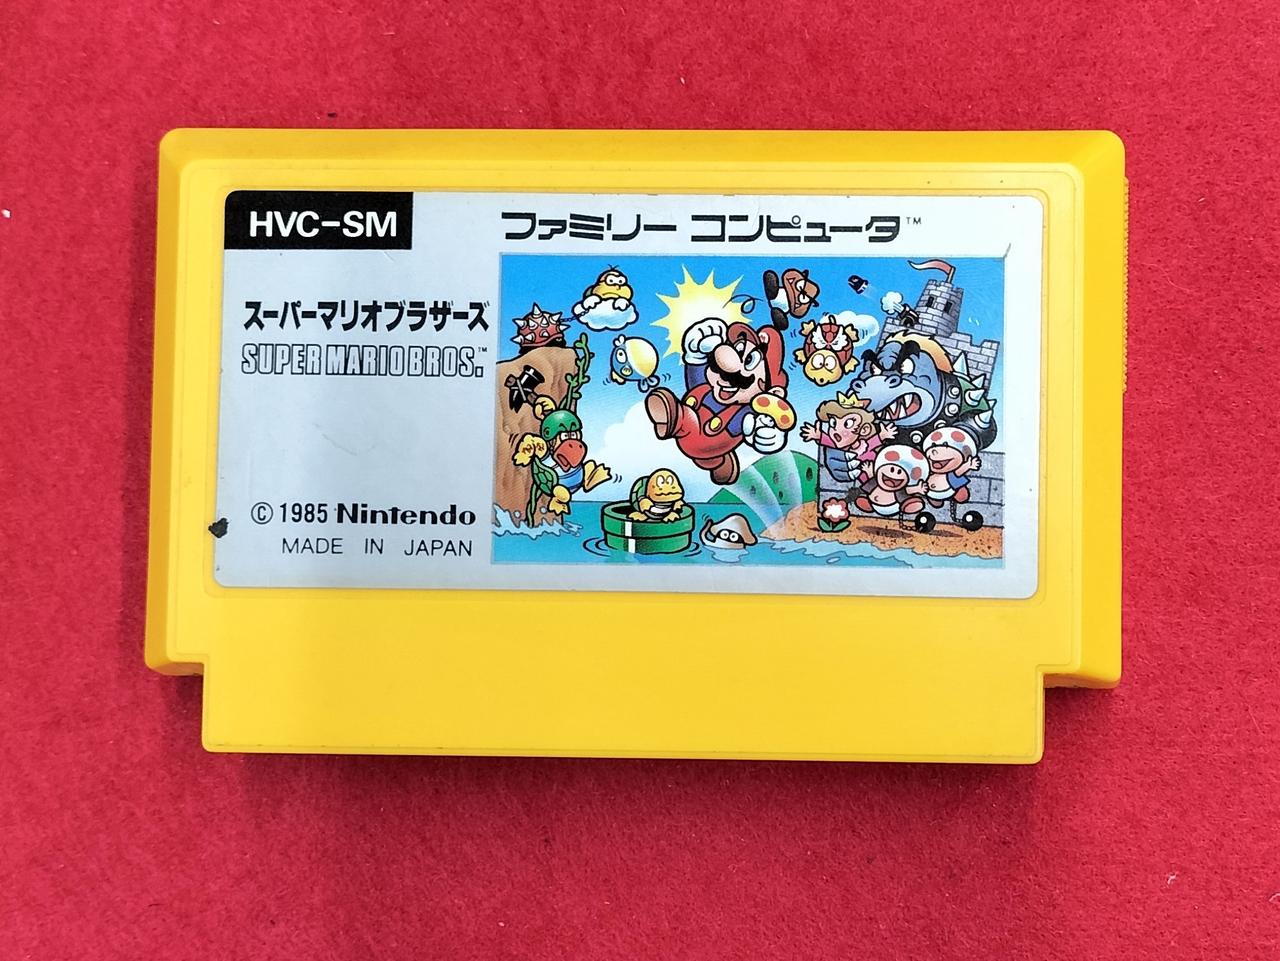 HVC-SM
ファミリー コンピュータ™
スーパーマリオブラザーズ
SUPER MARIO BROS.™
© 1985 Nintendo
MADE IN JAPAN